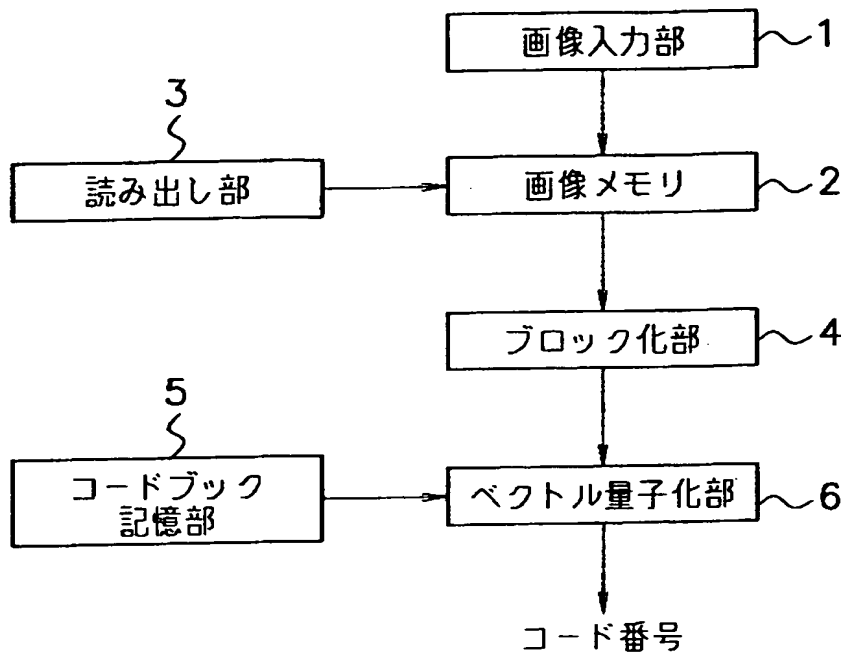 画像入力部
1
3
読み出し部
画像メモリ
2
ブロック化部
4
5
コードブック
記憶部
ベクトル量子化部
6
コード番号